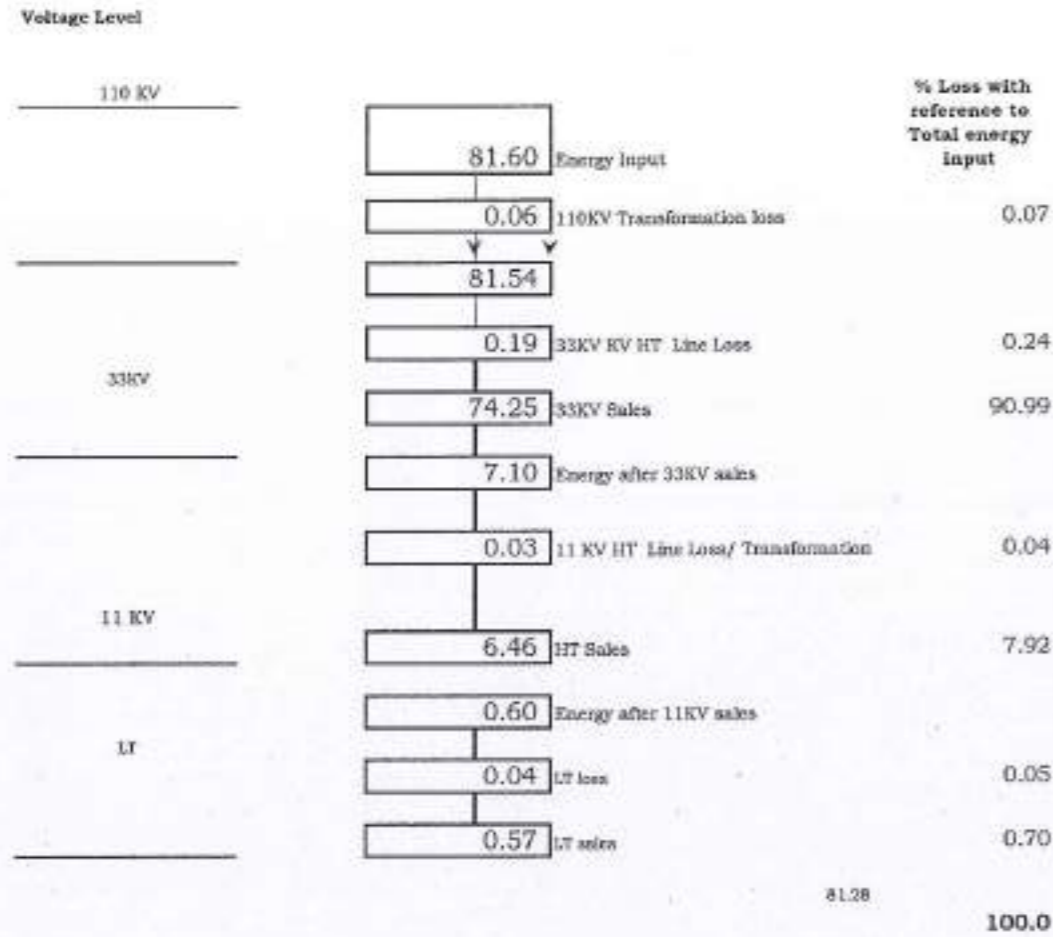 Voltage Level
110 KV
% Loss with
reference to
Total energy
input
81.60 Energy Input
0.06 110KV Transformation loss 0.07
81.54
0.19 33KV KV HT Line Loss 0.24
33KV
74.25 33KV Sales 90.99
7.10 Energy after 33KV sales
0.03 11 KV HT Line Loss/ Transformation 0.04
11 KV
6.46 HT Sales 7.92
0.60 Energy after 11KV sales
LT
0.04 LT loss 0.05
0.57 LT sales 0.70
81.28
100.0